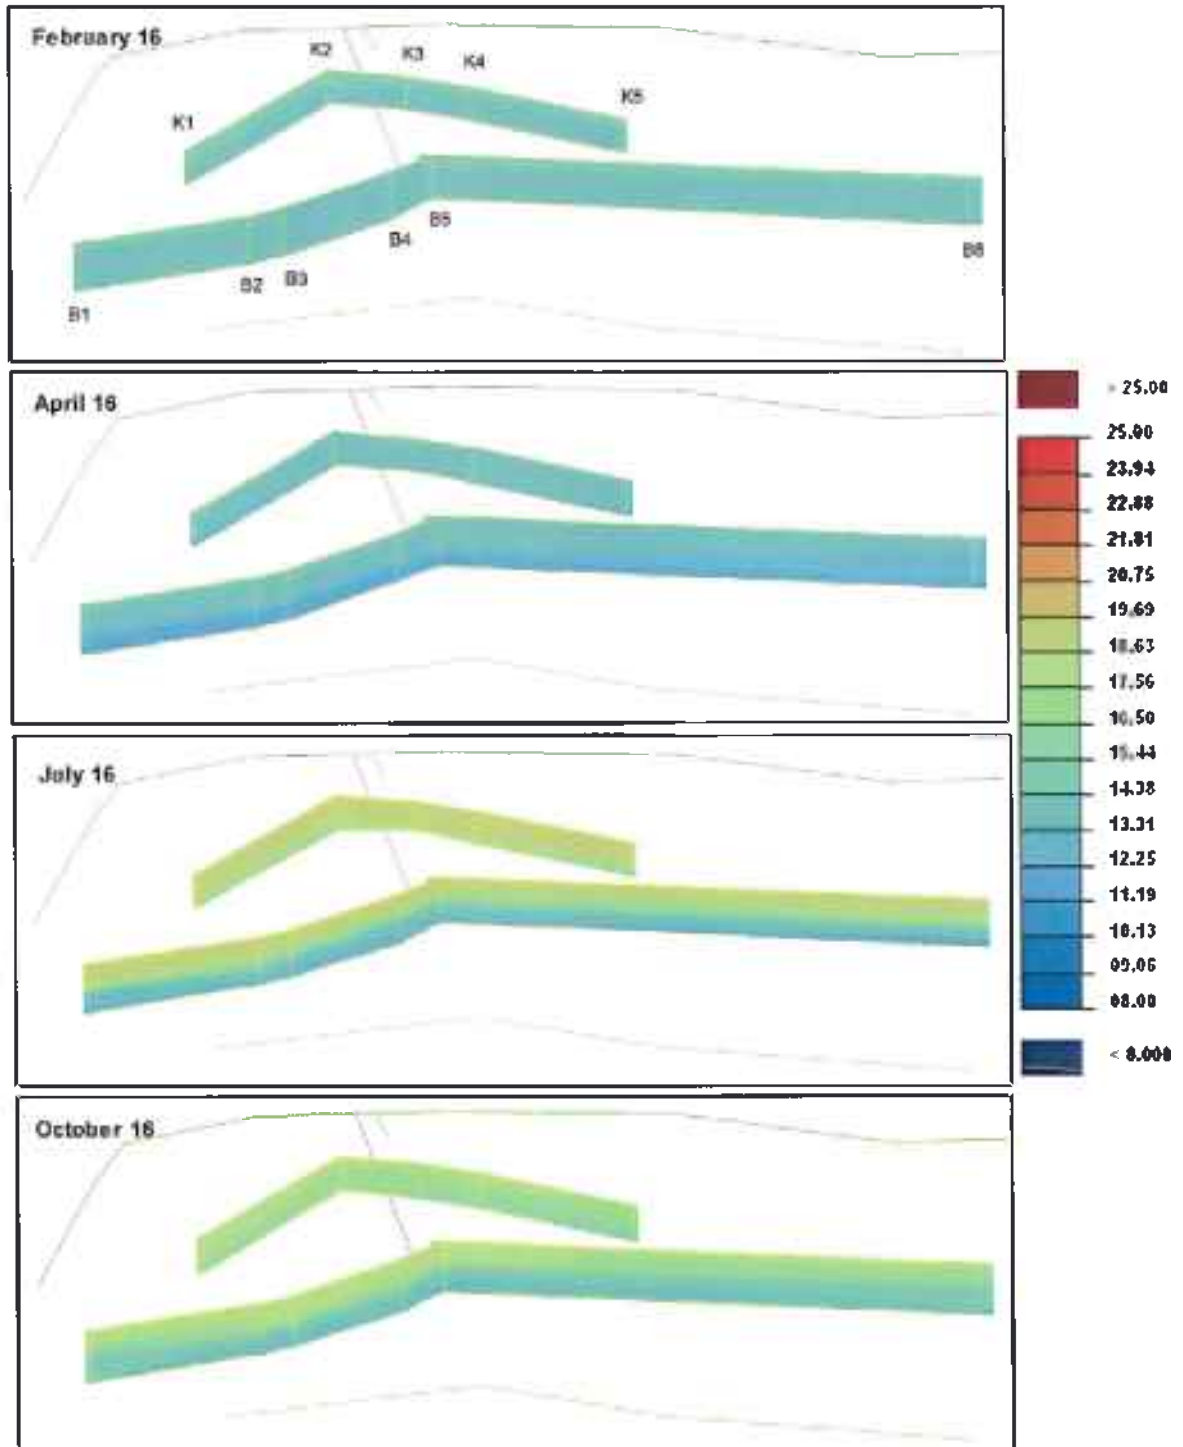 February 16
K2
K3
K4
K1
K5
B5
B4
B6
B2
B3
B1
April 16
> 25.00
25.00
23.94
22.88
21.81
20.75
19.69
18.63
17.56
16.50
15.44
14.38
13.31
12.25
11.19
10.13
09.06
08.00
< 8.000
July 16
October 16